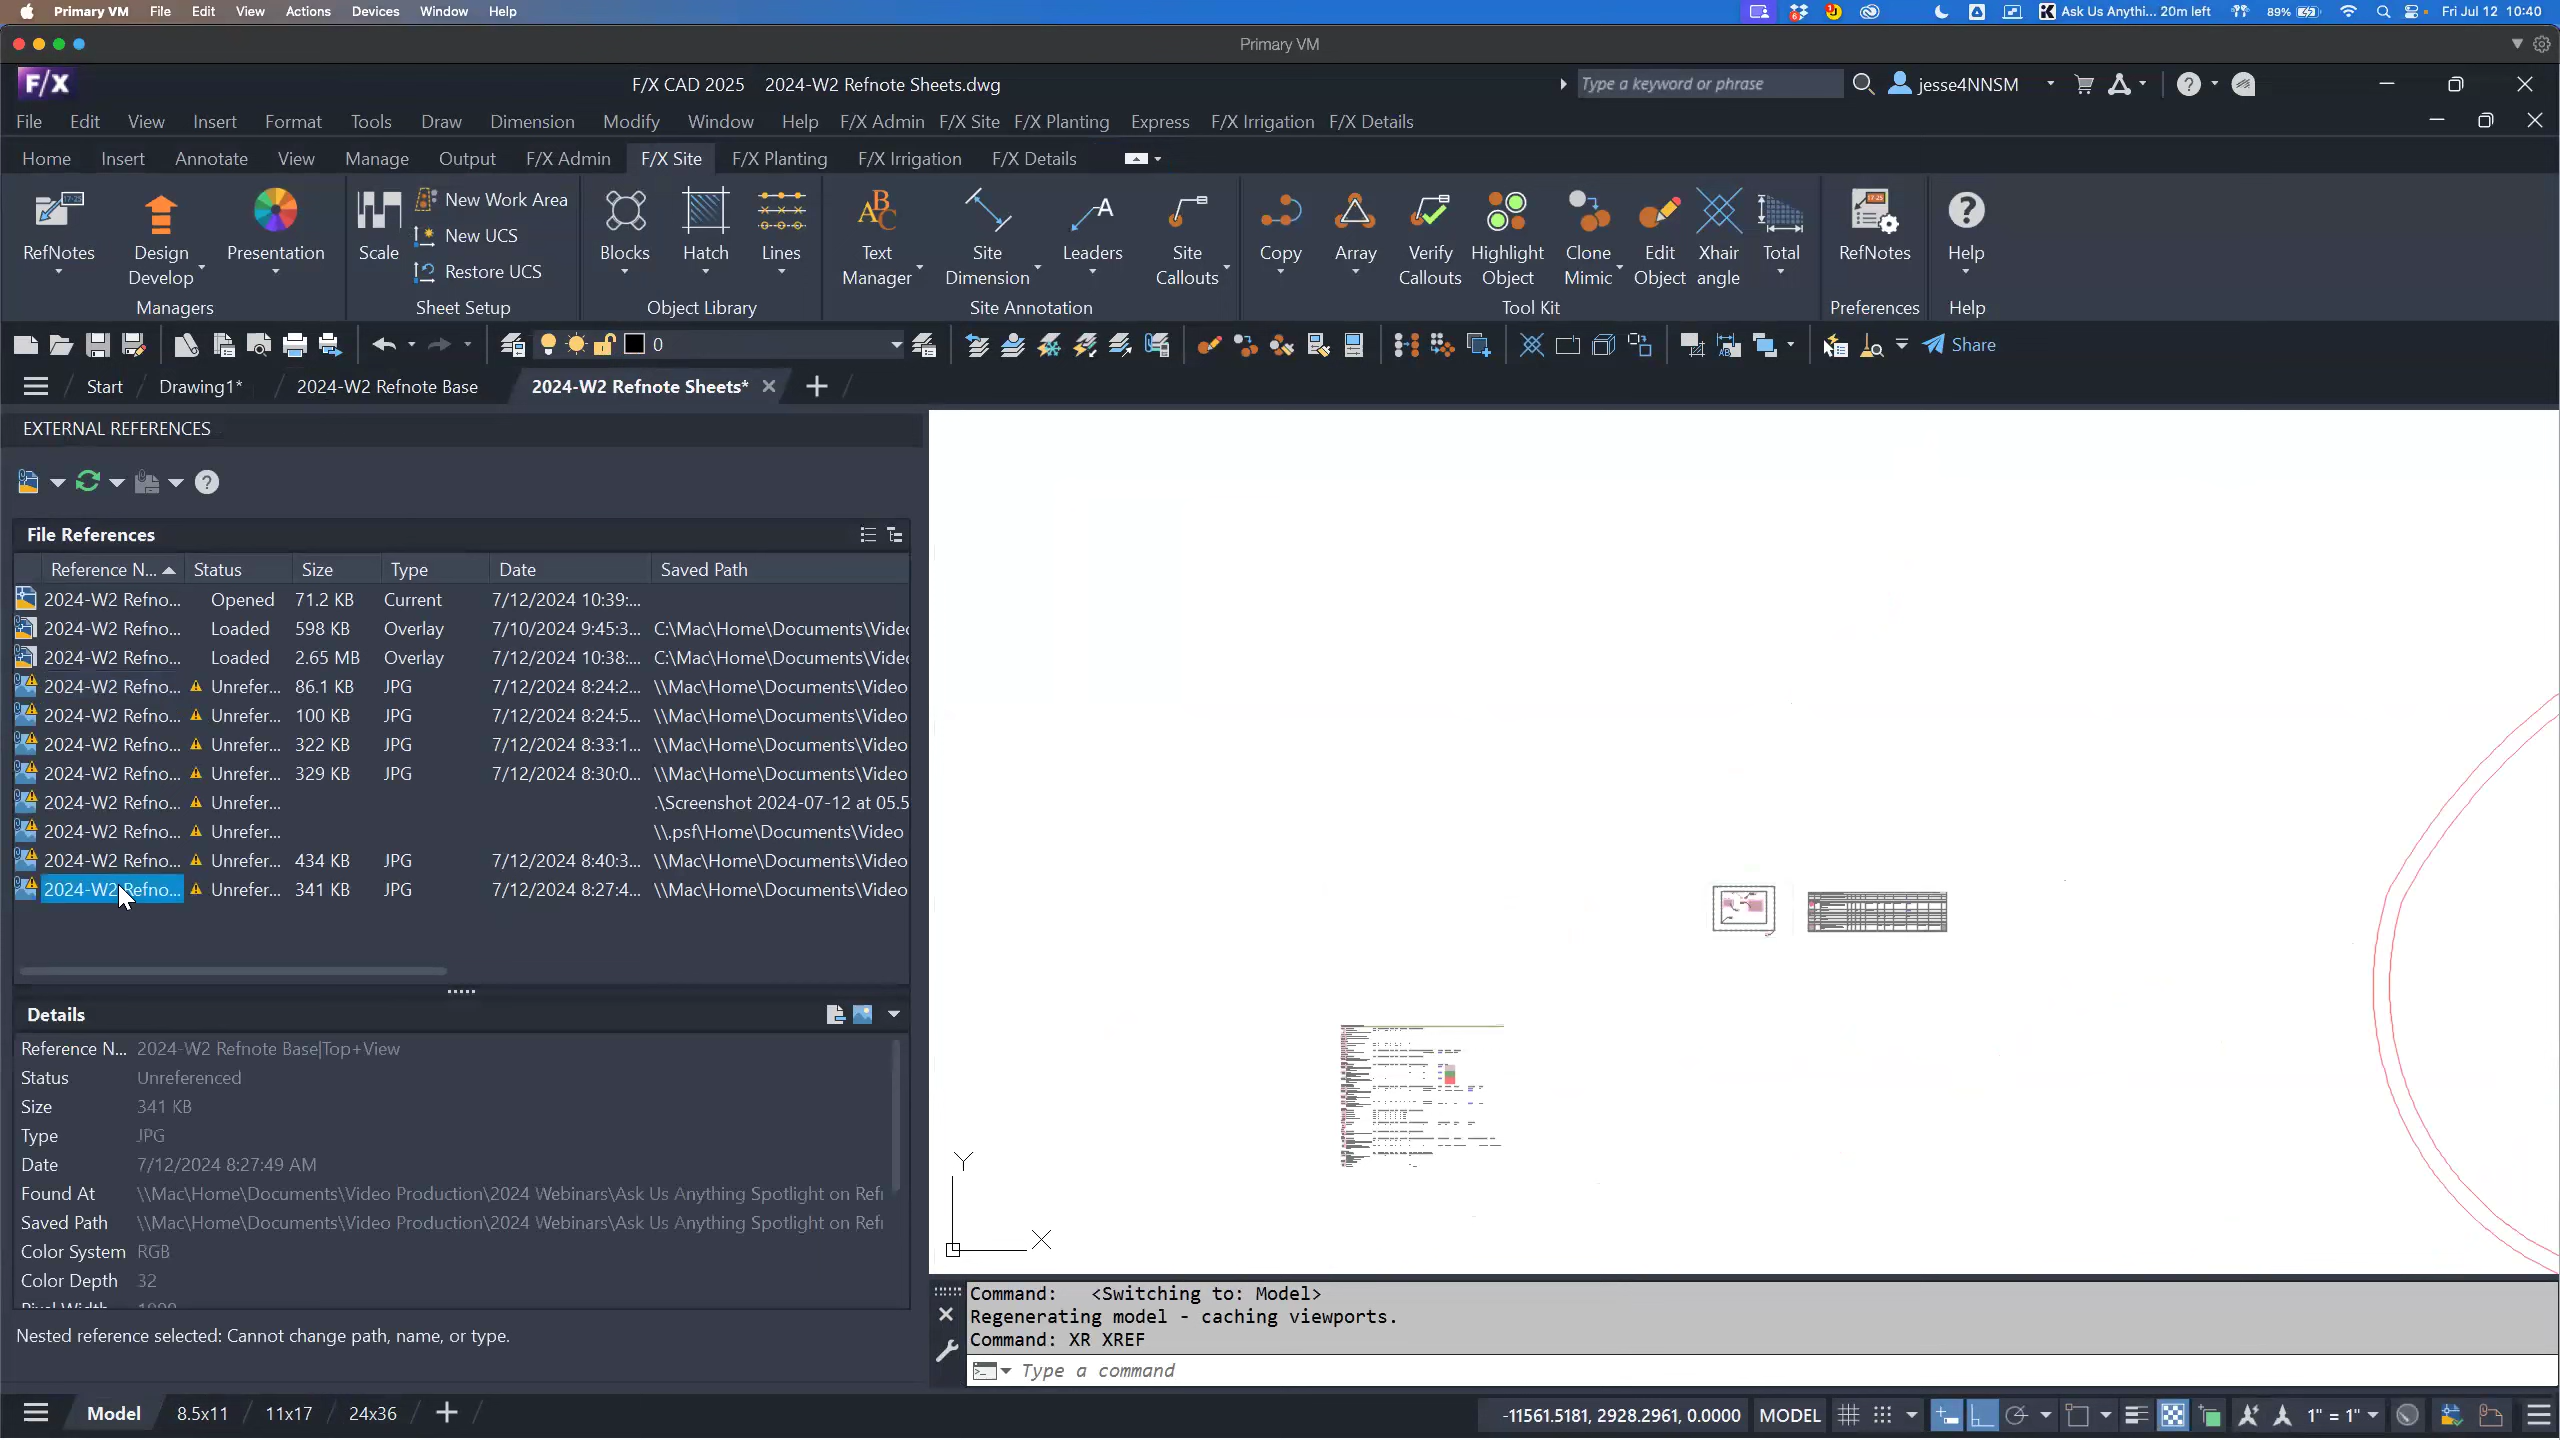 Primary VM File Edit View Actions Devices Window Help
Ask Us Anythi... 20m left 89% Fri Jul 12 10:40
Primary VM
F/X F/X CAD 2025 2024-W2 Refnote Sheets.dwg Type a keyword or phrase jesse4NNSM
File Edit View Insert Format Tools Draw Dimension Modify Window Help F/X Admin F/X Site F/X Planting Express F/X Irrigation F/X Details
Home Insert Annotate View Manage Output F/X Admin F/X Site F/X Planting F/X Irrigation F/X Details
RefNotes
Design
Develop
Presentation
Managers
Scale
New Work Area
New UCS
Restore UCS
Sheet Setup
Blocks
Hatch
Lines
Object Library
Text
Manager
Site
Dimension
Leaders
Site
Callouts
Site Annotation
Copy
Array
Verify
Callouts
Highlight
Object
Clone
Mimic
Edit
Object
Xhair
angle
Total
Tool Kit
RefNotes
Preferences
Help
Help
0
Share
Start Drawing1* 2024-W2 Refnote Base 2024-W2 Refnote Sheets*
EXTERNAL REFERENCES
File References
Reference N... Status Size Type Date Saved Path
2024-W2 Refno... Opened 71.2 KB Current 7/12/2024 10:39:...
2024-W2 Refno... Loaded 598 KB Overlay 7/10/2024 9:45:3... C:\Mac\Home\Documents\Videc
2024-W2 Refno... Loaded 2.65 MB Overlay 7/12/2024 10:38:... C:\Mac\Home\Documents\Videc
2024-W2 Refno... Unrefer... 86.1 KB JPG 7/12/2024 8:24:2... \\Mac\Home\Documents\Video
2024-W2 Refno... Unrefer... 100 KB JPG 7/12/2024 8:24:5... \\Mac\Home\Documents\Video
2024-W2 Refno... Unrefer... 322 KB JPG 7/12/2024 8:33:1... \\Mac\Home\Documents\Video
2024-W2 Refno... Unrefer... 329 KB JPG 7/12/2024 8:30:0... \\Mac\Home\Documents\Video
2024-W2 Refno... Unrefer... .\Screenshot 2024-07-12 at 05.5
2024-W2 Refno... Unrefer... \\.psf\Home\Documents\Video
2024-W2 Refno... Unrefer... 434 KB JPG 7/12/2024 8:40:3... \\Mac\Home\Documents\Video
2024-W2 Refno... Unrefer... 341 KB JPG 7/12/2024 8:27:4... \\Mac\Home\Documents\Video
Details
Reference N... 2024-W2 Refnote Base|Top+View
Status Unreferenced
Size 341 KB
Type JPG
Date 7/12/2024 8:27:49 AM
Found At \\Mac\Home\Documents\Video Production\2024 Webinars\Ask Us Anything Spotlight on Refi
Saved Path \\Mac\Home\Documents\Video Production\2024 Webinars\Ask Us Anything Spotlight on Refi
Color System RGB
Color Depth 32
Pixel Width
Nested reference selected: Cannot change path, name, or type.
Y
X
Command: <Switching to: Model>
Regenerating model - caching viewports.
Command: XR XREF
Type a command
Model 8.5x11 11x17 24x36
-11561.5181, 2928.2961, 0.0000 MODEL 1" = 1"